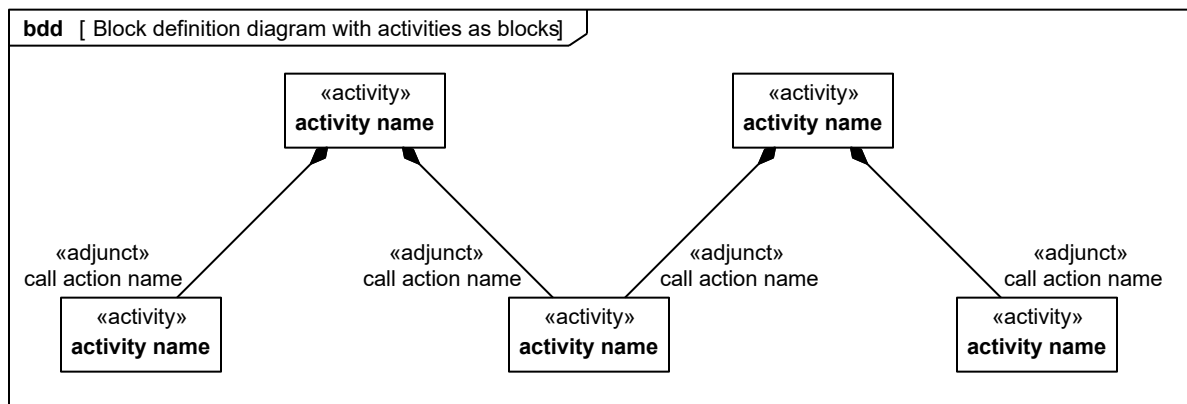 bdd [ Block definition diagram with activities as blocks]
«activity»
activity name
«activity»
activity name
«adjunct»
call action name
«adjunct»
call action name
«adjunct»
call action name
«adjunct»
call action name
«activity»
activity name
«activity»
activity name
«activity»
activity name